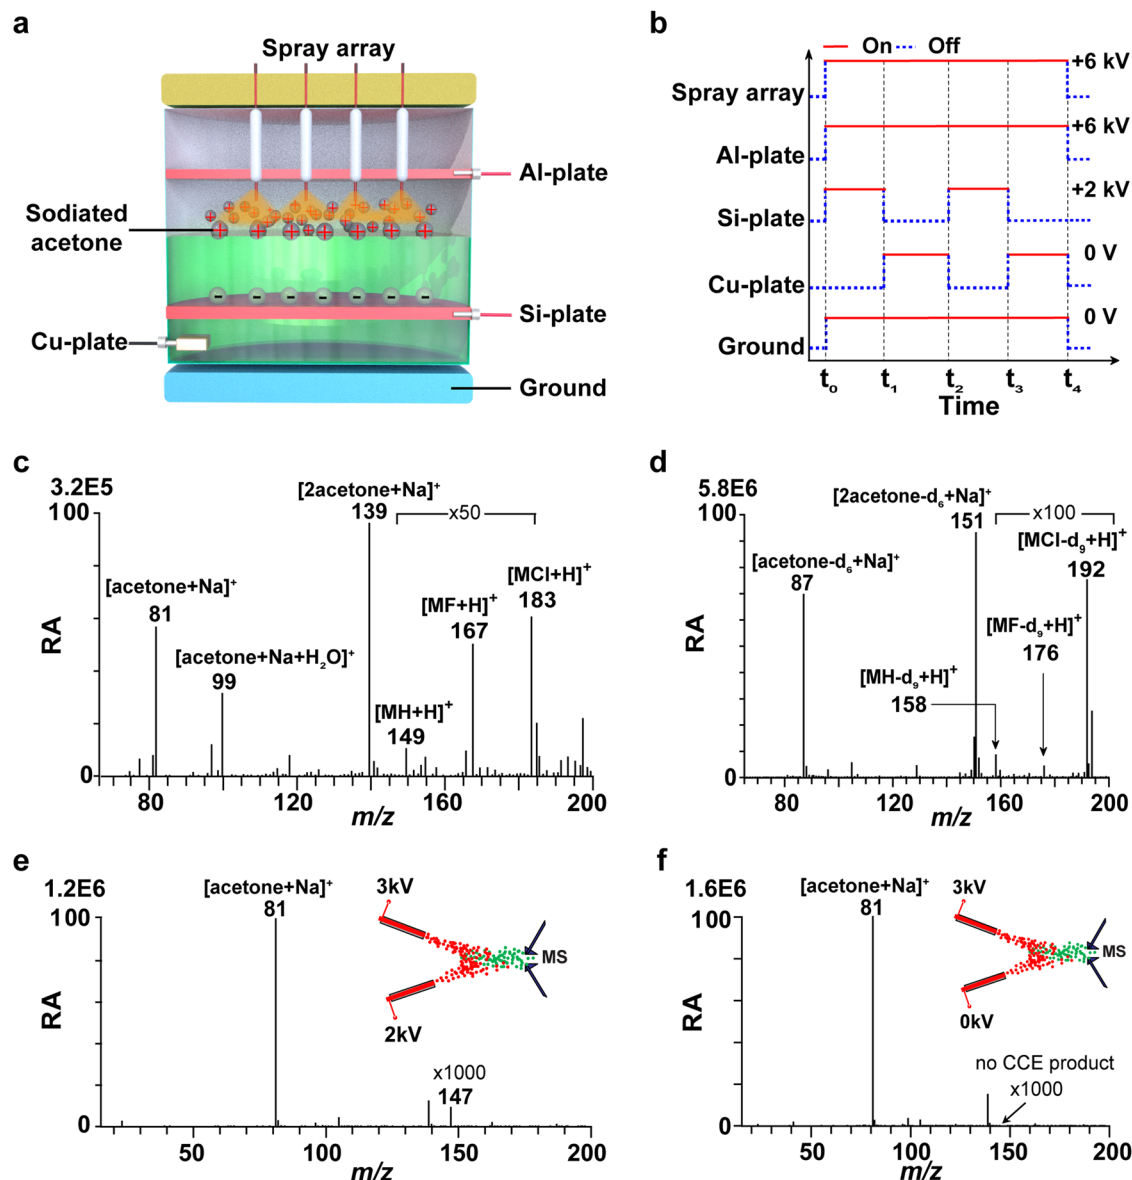 a
Spray array
Al-plate
Sodiated
acetone
Si-plate
Cu-plate
Ground
b
On
Off
Spray array
+6 kV
Al-plate
+6 kV
Si-plate
+2 kV
Cu-plate
0 V
Ground
0 V
t₀ t₁ t₂ t₃ t₄
Time
c
3.2E5
100
RA
0
[2acetone+Na]⁺
139
x50
[acetone+Na]⁺
81
[acetone+Na+H₂O]⁺
99
[MH+H]⁺
149
[MF+H]⁺
167
[MCl+H]⁺
183
80 120 160 200
m/z
d
5.8E6
100
RA
0
[2acetone-d₆+Na]⁺
151
x100
[acetone-d₆+Na]⁺
87
[MCl-d₉+H]⁺
192
[MF-d₉+H]⁺
176
[MH-d₉+H]⁺
158
80 120 160 200
m/z
e
1.2E6
100
RA
0
[acetone+Na]⁺
81
3kV
MS
2kV
x1000
147
50 100 150 200
m/z
f
1.6E6
100
RA
0
[acetone+Na]⁺
81
3kV
MS
0kV
no CCE product
x1000
50 100 150 200
m/z